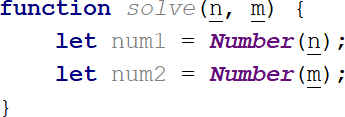 function solve(n, m) {
    let num1 = Number(n);
    let num2 = Number(m);
}